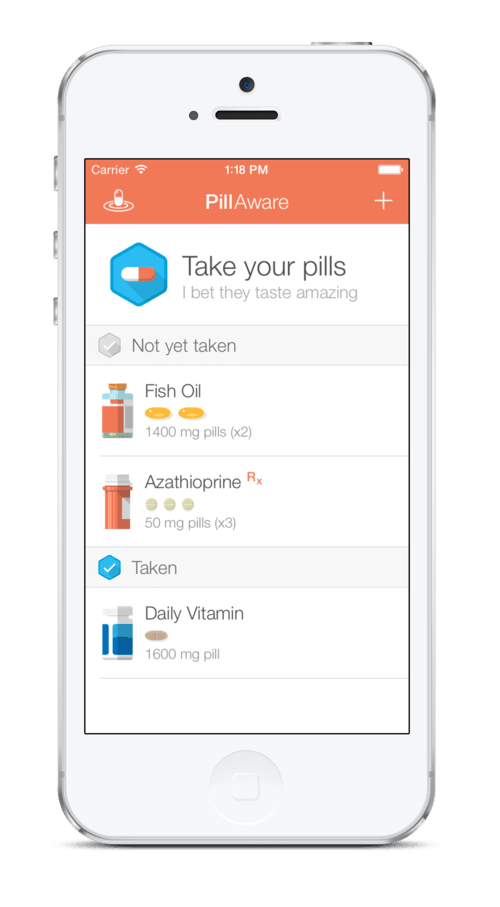 Carrier 1:18 PM
PillAware
Take your pills
I bet they taste amazing
Not yet taken
Fish Oil
1400 mg pills (x2)
Azathioprine Rx
50 mg pills (x3)
Taken
Daily Vitamin
1600 mg pill